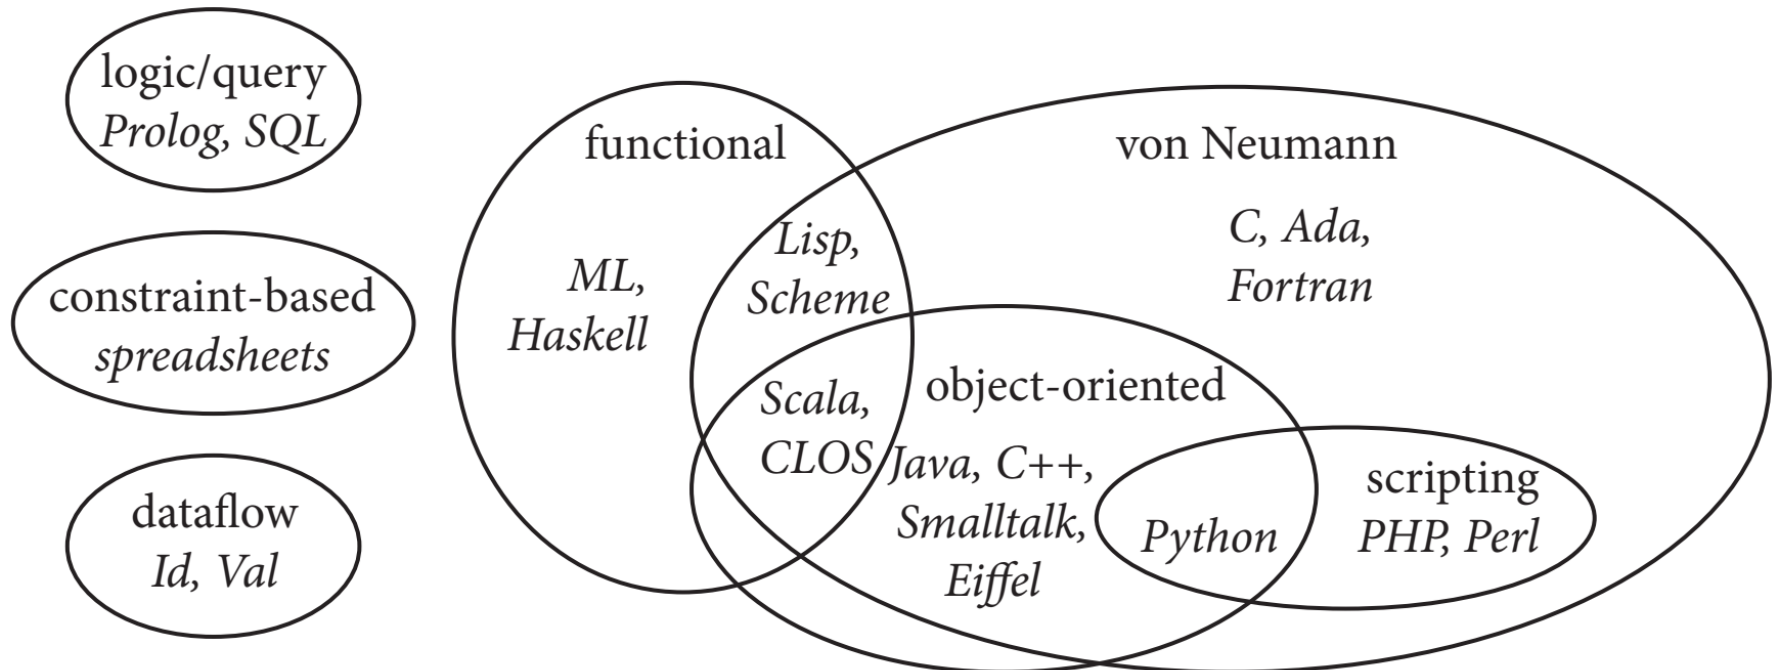 logic/query
Prolog, SQL
constraint-based
spreadsheets
dataflow
Id, Val
functional
ML,
Haskell
Lisp,
Scheme
Scala,
CLOS
von Neumann
C, Ada,
Fortran
object-oriented
Java, C++,
Smalltalk,
Eiffel
Python
scripting
PHP, Perl